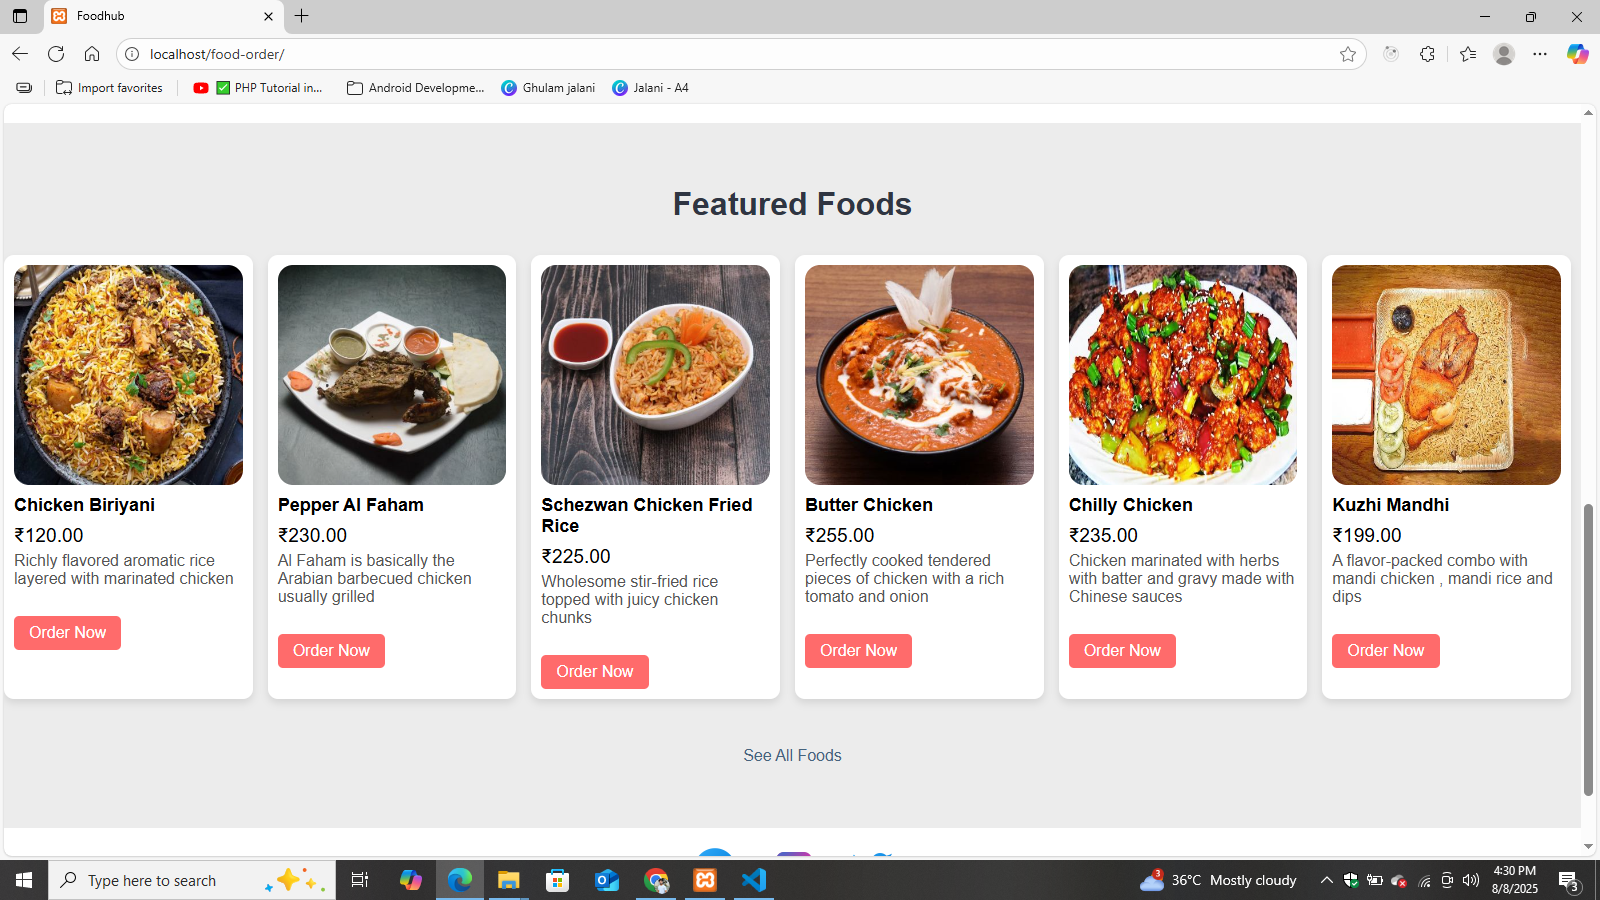 Foodhub
localhost/food-order/
Import favorites
PHP Tutorial in...
Android Developme...
Ghulam jalani
Jalani - A4
Featured Foods
Chicken Biriyani
₹120.00
Richly flavored aromatic rice
layered with marinated chicken
Order Now
Pepper Al Faham
₹230.00
Al Faham is basically the
Arabian barbecued chicken
usually grilled
Order Now
Schezwan Chicken Fried
Rice
₹225.00
Wholesome stir-fried rice
topped with juicy chicken
chunks
Order Now
Butter Chicken
₹255.00
Perfectly cooked tendered
pieces of chicken with a rich
tomato and onion
Order Now
Chilly Chicken
₹235.00
Chicken marinated with herbs
with batter and gravy made with
Chinese sauces
Order Now
Kuzhi Mandhi
₹199.00
A flavor-packed combo with
mandi chicken , mandi rice and
dips
Order Now
See All Foods
Type here to search
3
36°C Mostly cloudy
4:30 PM
8/8/2025
3